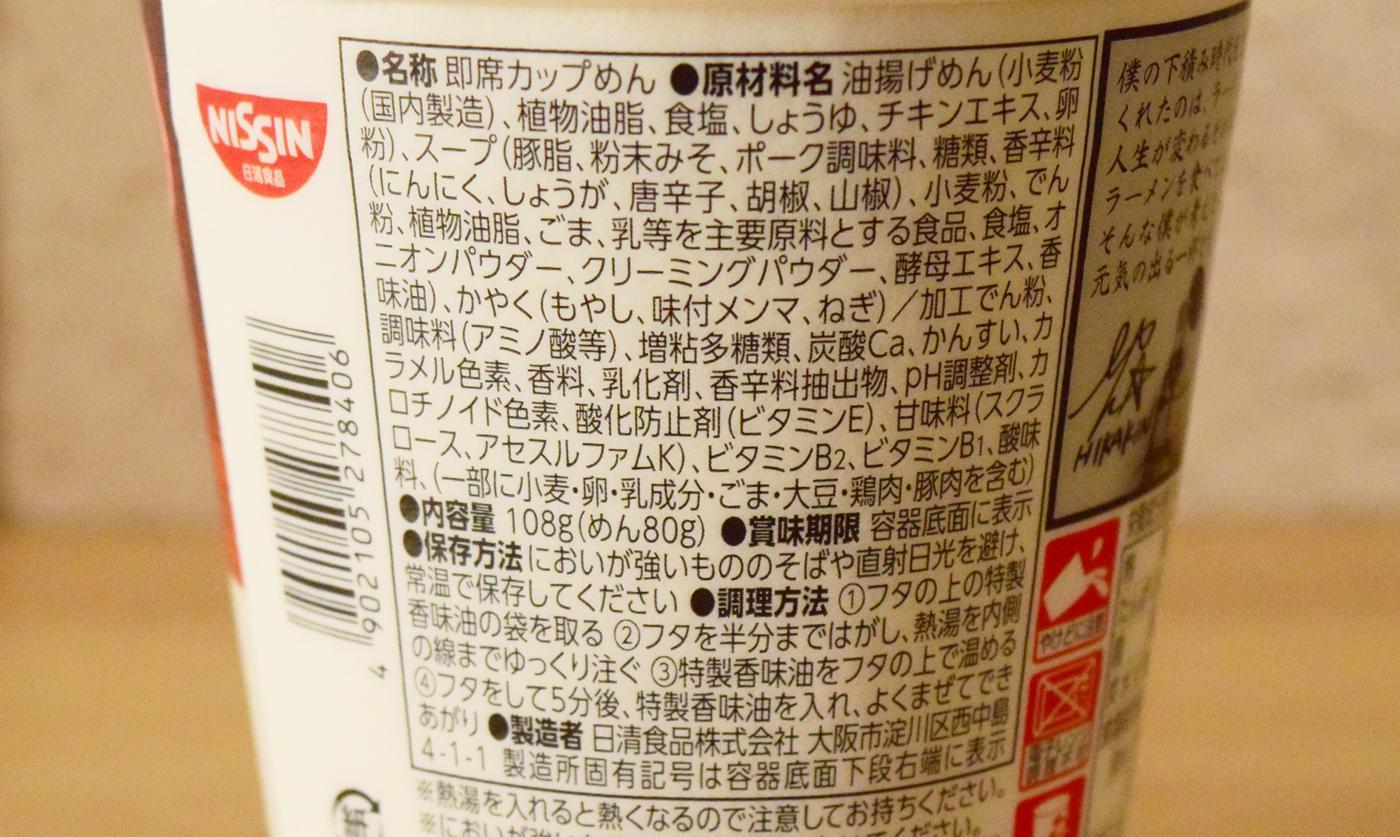 NISSIN
日清食品
●名称 即席カップめん ●原材料名 油揚げめん(小麦粉
(国内製造)、植物油脂、食塩、しょうゆ、チキンエキス、卵
粉)、スープ(豚脂、粉末みそ、ポーク調味料、糖類、香辛料
(にんにく、しょうが、唐辛子、胡椒、山椒)、小麦粉、でん
粉、植物油脂、ごま、乳等を主要原料とする食品、食塩、オ
ニオンパウダー、クリーミングパウダー、酵母エキス、香
味油)、かやく(もやし、味付メンマ、ねぎ)/加工でん粉、
調味料(アミノ酸等)、増粘多糖類、炭酸Ca、かんすい、カ
ラメル色素、香料、乳化剤、香辛料抽出物、pH調整剤、カ
ロチノイド色素、酸化防止剤(ビタミンE)、甘味料(スクラ
ロース、アセスルファムK)、ビタミンB2、ビタミンB1、酸味
料、(一部に小麦・卵・乳成分・ごま・大豆・鶏肉・豚肉を含む)
●内容量 108g(めん80g) ●賞味期限 容器底面に表示
●保存方法 においが強いもののそばや直射日光を避け、
常温で保存してください ●調理方法 ①フタの上の特製
香味油の袋を取る ②フタを半分まではがし、熱湯を内側
の線までゆっくり注ぐ ③特製香味油をフタの上で温める
④フタをして5分後、特製香味油を入れ、よくまぜてでき
あがり ●製造者 日清食品株式会社 大阪市淀川区西中島
4-1-1 製造所固有記号は容器底面下段右端に表示
※熱湯を入れると熱くなるので注意してお持ちください。
※においが強い
4 902105 278406
僕の下積み時代
くれたのは、ラー
人生が変わるその
ラーメンを食べ
そんな僕が考え
元気の出る一杯
HIKAKIN
やけどに注意